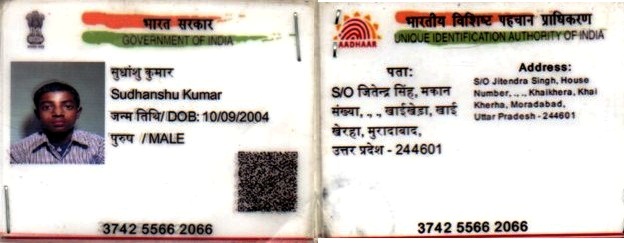 भारत सरकार
GOVERNMENT OF INDIA
सुधांशु कुमार
Sudhanshu Kumar
जन्म तिथि/ DOB: 10/09/2004
पुरुष / MALE
3742 5566 2066
भारतीय विशिष्ट पहचान प्राधिकरण
AADHAAR
UNIQUE IDENTIFICATION AUTHORITY OF INDIA
पता:
S/O जितेन्द्र सिंह, मकान
संख्या, ., ., खाईखेड़ा, खाई
खेरहा, मुरादाबाद,
उत्तर प्रदेश - 244601
Address:
S/O Jitendra Singh, House
Number, ., ., Khaikhera, Khai
Kherha, Moradabad,
Uttar Pradesh - 244601
3742 5566 2066